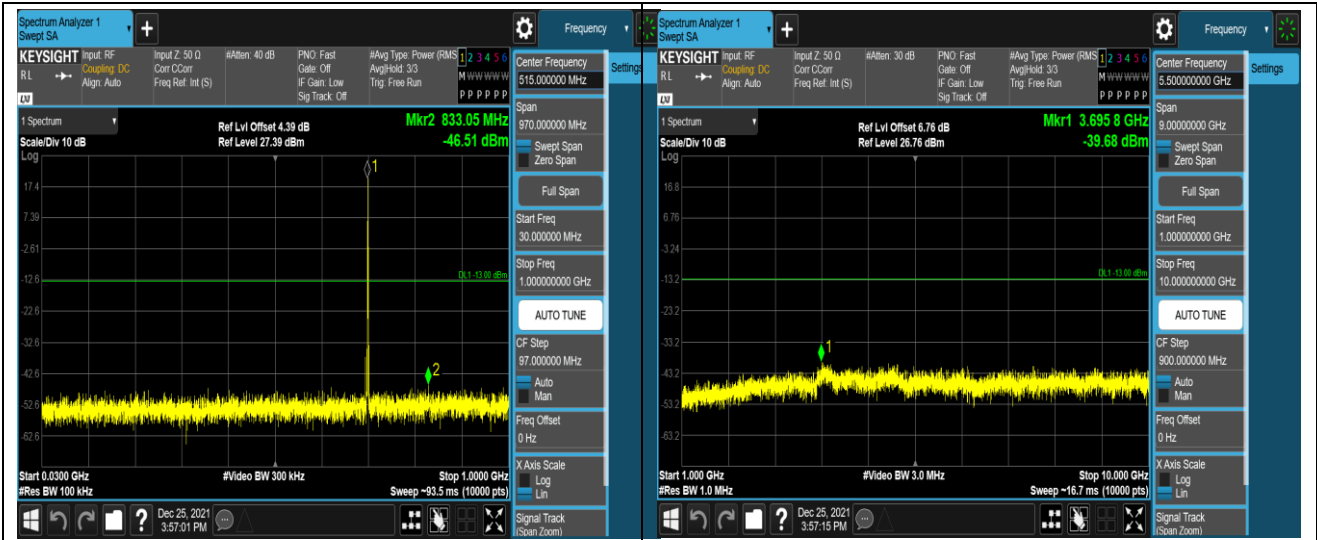 Spectrum Analyzer 1
Swept SA
Frequency
KEYSIGHT
Input: RF
Coupling: DC
Align: Auto
Input Z: 50 Ω
Corr CCorr
Freq Ref: Int (S)
#Atten: 40 dB
PNO: Fast
Gate: Off
IF Gain: Low
Sig Track: Off
#Avg Type: Power (RMS
Avg|Hold: 3/3
Trig: Free Run
1 2 3 4 5 6
M W W W W W
P P P P P P
RL
LXI
Center Frequency
515.000000 MHz
Settings
1 Spectrum
Scale/Div 10 dB
Log
Ref Lvl Offset 4.39 dB
Ref Level 27.39 dBm
Mkr2 833.05 MHz
-46.51 dBm
1
17.4
7.39
-2.61
-12.6
-22.6
-32.6
-42.6
-52.6
-62.6
DL1 -13.00 dBm
2
Start 0.0300 GHz
#Res BW 100 kHz
#Video BW 300 kHz
Stop 1.0000 GHz
Sweep ~93.5 ms (10000 pts)
Span
970.000000 MHz
Swept Span
Zero Span
Full Span
Start Freq
30.000000 MHz
Stop Freq
1.000000000 GHz
AUTO TUNE
CF Step
97.000000 MHz
Auto
Man
Freq Offset
0 Hz
X Axis Scale
Log
Lin
Signal Track
(Span Zoom)
?
Dec 25, 2021
3:57:01 PM
Spectrum Analyzer 1
Swept SA
Frequency
KEYSIGHT
Input: RF
Coupling: DC
Align: Auto
Input Z: 50 Ω
Corr CCorr
Freq Ref: Int (S)
#Atten: 30 dB
PNO: Fast
Gate: Off
IF Gain: Low
Sig Track: Off
#Avg Type: Power (RMS
Avg|Hold: 3/3
Trig: Free Run
1 2 3 4 5 6
M W W W W W
P P P P P P
RL
LXI
Center Frequency
5.500000000 GHz
Settings
1 Spectrum
Scale/Div 10 dB
Log
Ref Lvl Offset 6.76 dB
Ref Level 26.76 dBm
Mkr1 3.695 8 GHz
-39.68 dBm
16.8
6.76
-3.24
-13.2
-23.2
-33.2
-43.2
-53.2
-63.2
DL1 -13.00 dBm
1
Start 1.000 GHz
#Res BW 1.0 MHz
#Video BW 3.0 MHz
Stop 10.000 GHz
Sweep ~16.7 ms (10000 pts)
Span
9.00000000 GHz
Swept Span
Zero Span
Full Span
Start Freq
1.000000000 GHz
Stop Freq
10.000000000 GHz
AUTO TUNE
CF Step
900.000000 MHz
Auto
Man
Freq Offset
0 Hz
X Axis Scale
Log
Lin
Signal Track
(Span Zoom)
?
Dec 25, 2021
3:57:15 PM